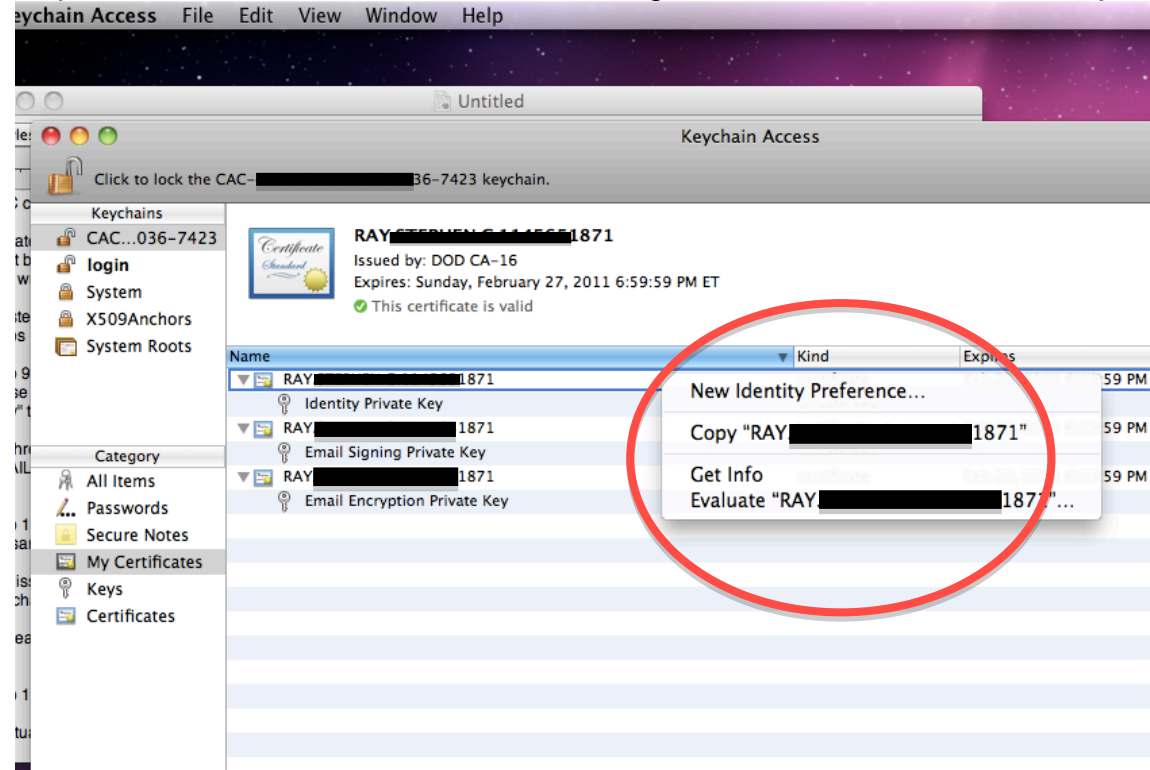 eychain Access File Edit View Window Help
Untitled
Keychain Access
Click to lock the CAC- 36-7423 keychain.
Keychains
CAC...036-7423
login
System
X509Anchors
System Roots
Category
All Items
Passwords
Secure Notes
My Certificates
Keys
Certificates
Certificate
Standard
RAY 1871
Issued by: DOD CA-16
Expires: Sunday, February 27, 2011 6:59:59 PM ET
This certificate is valid
Name Kind Expires
RAY 1871 59 PM
Identity Private Key
RAY. 1871 59 PM
Email Signing Private Key
RAY 1871 59 PM
Email Encryption Private Key
New Identity Preference...
Copy "RAY. 1871"
Get Info
Evaluate "RAY. 1871"...